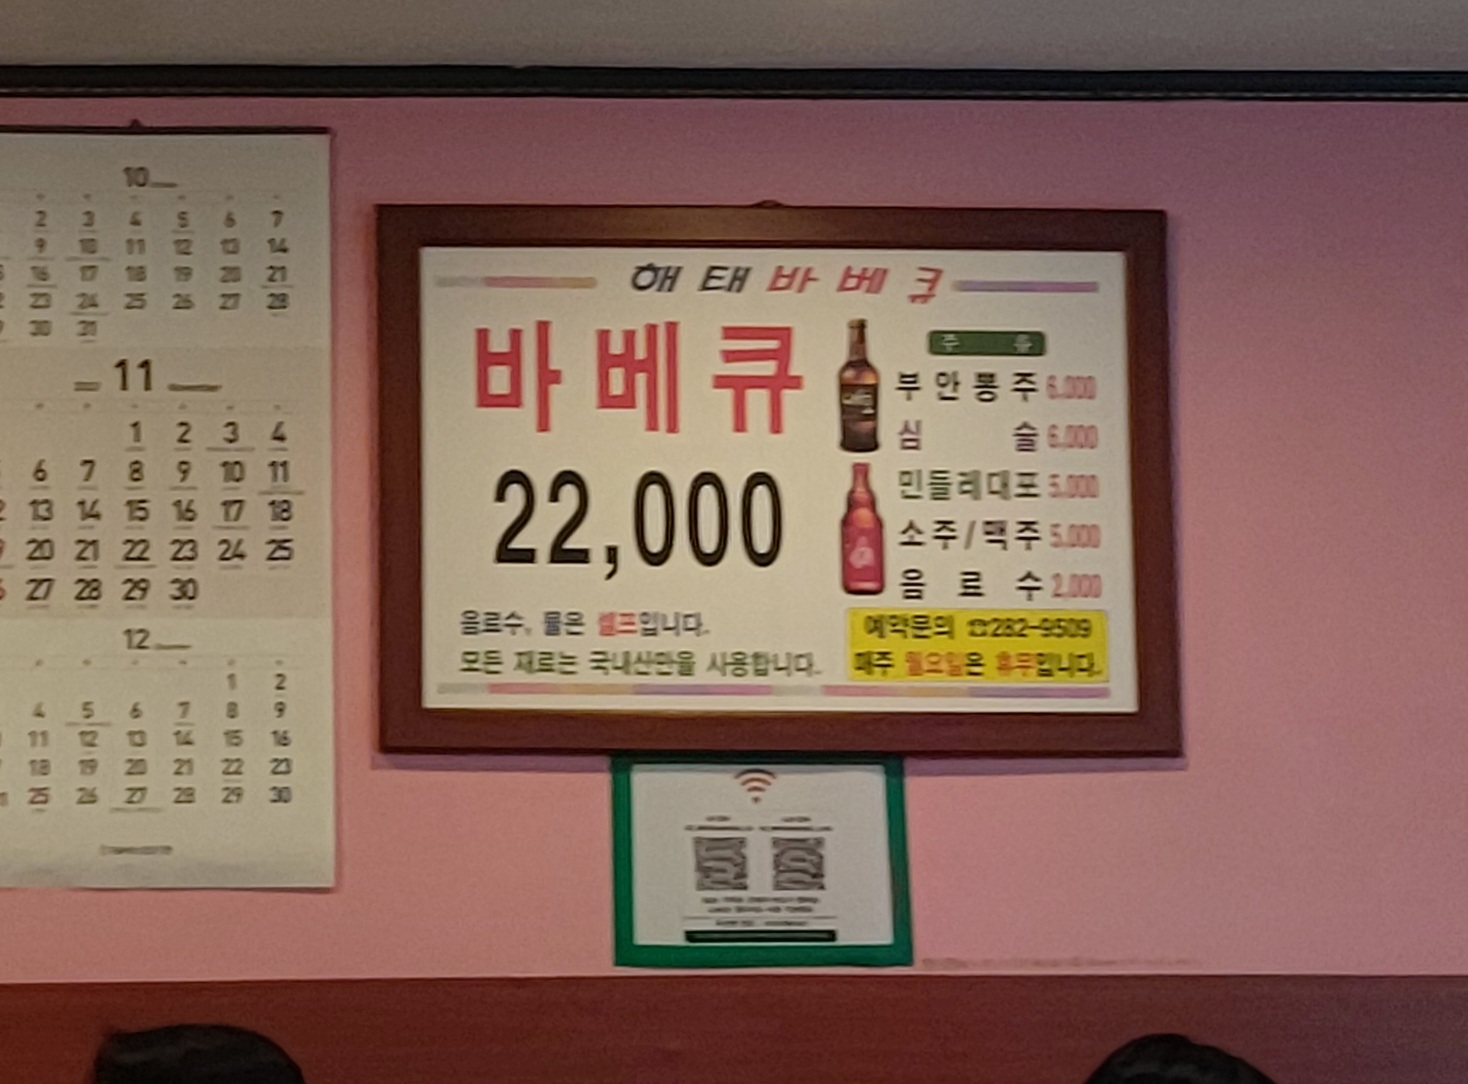 10
2 3 4 5 6 7
9 10 11 12 13 14
16 17 18 19 20 21
23 24 25 26 27 28
30 31
11
1 2 3 4
6 7 8 9 10 11
13 14 15 16 17 18
20 21 22 23 24 25
27 28 29 30
12
1 2
4 5 6 7 8 9
11 12 13 14 15 16
18 19 20 21 22 23
25 26 27 28 29 30
해태바베큐
바베큐
22,000
음료수, 물은 셀프입니다.
모든 재료는 국내산만을 사용합니다.
주류
부안뽕주 6,000
심술 6,000
민들레대포 5,000
소주/맥주 5,000
음료수 2,000
예약문의 ☎282-9509
매주 월요일은 휴무입니다.